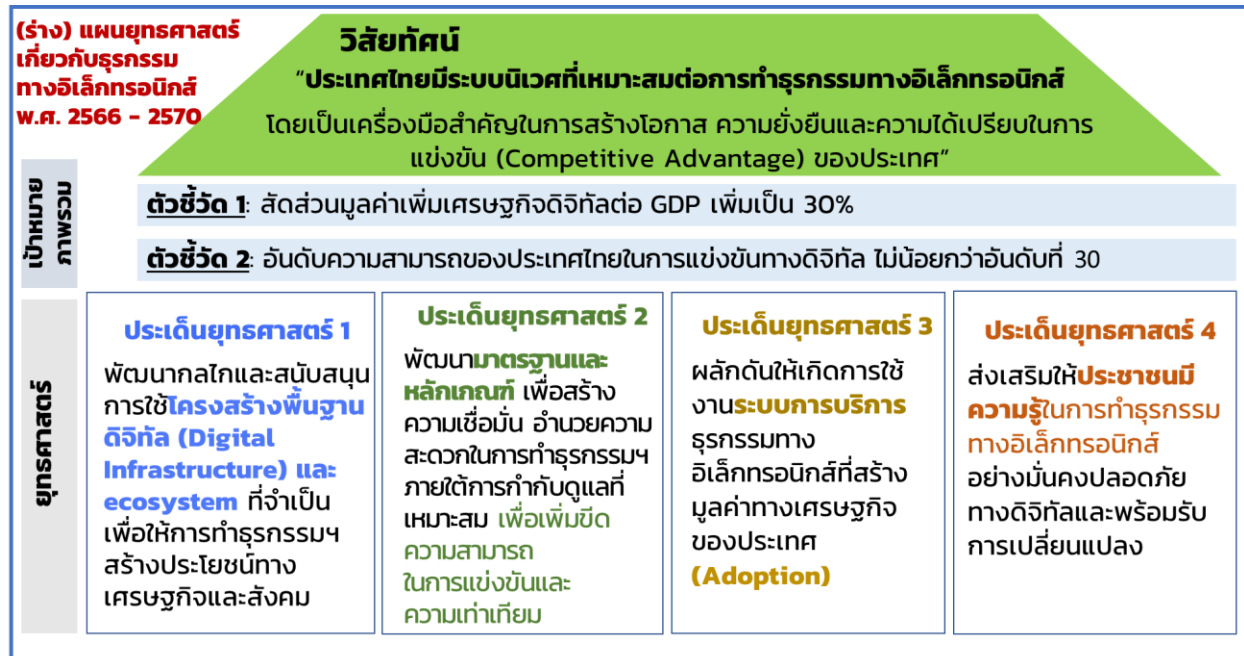 (ร่าง) แผนยุทธศาสตร์
เกี่ยวกับธุรกรรม
ทางอิเล็กทรอนิกส์
พ.ศ. 2566 - 2570
วิสัยทัศน์
"ประเทศไทยมีระบบนิเวศที่เหมาะสมต่อการทำธุรกรรมทางอิเล็กทรอนิกส์
โดยเป็นเครื่องมือสำคัญในการสร้างโอกาส ความยั่งยืนและความได้เปรียบในการ
แข่งขัน (Competitive Advantage) ของประเทศ"
เป้าหมาย
ภาพรวม
ตัวชี้วัด 1: สัดส่วนมูลค่าเพิ่มเศรษฐกิจดิจิทัลต่อ GDP เพิ่มเป็น 30%
ตัวชี้วัด 2: อันดับความสามารถของประเทศไทยในการแข่งขันทางดิจิทัล ไม่น้อยกว่าอันดับที่ 30
ยุทธศาสตร์
ประเด็นยุทธศาสตร์ 1
พัฒนากลไกและสนับสนุน
การใช้โครงสร้างพื้นฐาน
ดิจิทัล (Digital
Infrastructure) และ
ecosystem ที่จำเป็น
เพื่อให้การทำธุรกรรมฯ
สร้างประโยชน์ทาง
เศรษฐกิจและสังคม
ประเด็นยุทธศาสตร์ 2
พัฒนามาตรฐานและ
หลักเกณฑ์ เพื่อสร้าง
ความเชื่อมั่น อำนวยความ
สะดวกในการทำธุรกรรมฯ
ภายใต้การกำกับดูแลที่
เหมาะสม เพื่อเพิ่มขีด
ความสามารถ
ในการแข่งขันและ
ความเท่าเทียม
ประเด็นยุทธศาสตร์ 3
ผลักดันให้เกิดการใช้
งานระบบการบริการ
ธุรกรรมทาง
อิเล็กทรอนิกส์ที่สร้าง
มูลค่าทางเศรษฐกิจ
ของประเทศ
(Adoption)
ประเด็นยุทธศาสตร์ 4
ส่งเสริมให้ประชาชนมี
ความรู้ในการทำธุรกรรม
ทางอิเล็กทรอนิกส์
อย่างมั่นคงปลอดภัย
ทางดิจิทัลและพร้อมรับ
การเปลี่ยนแปลง